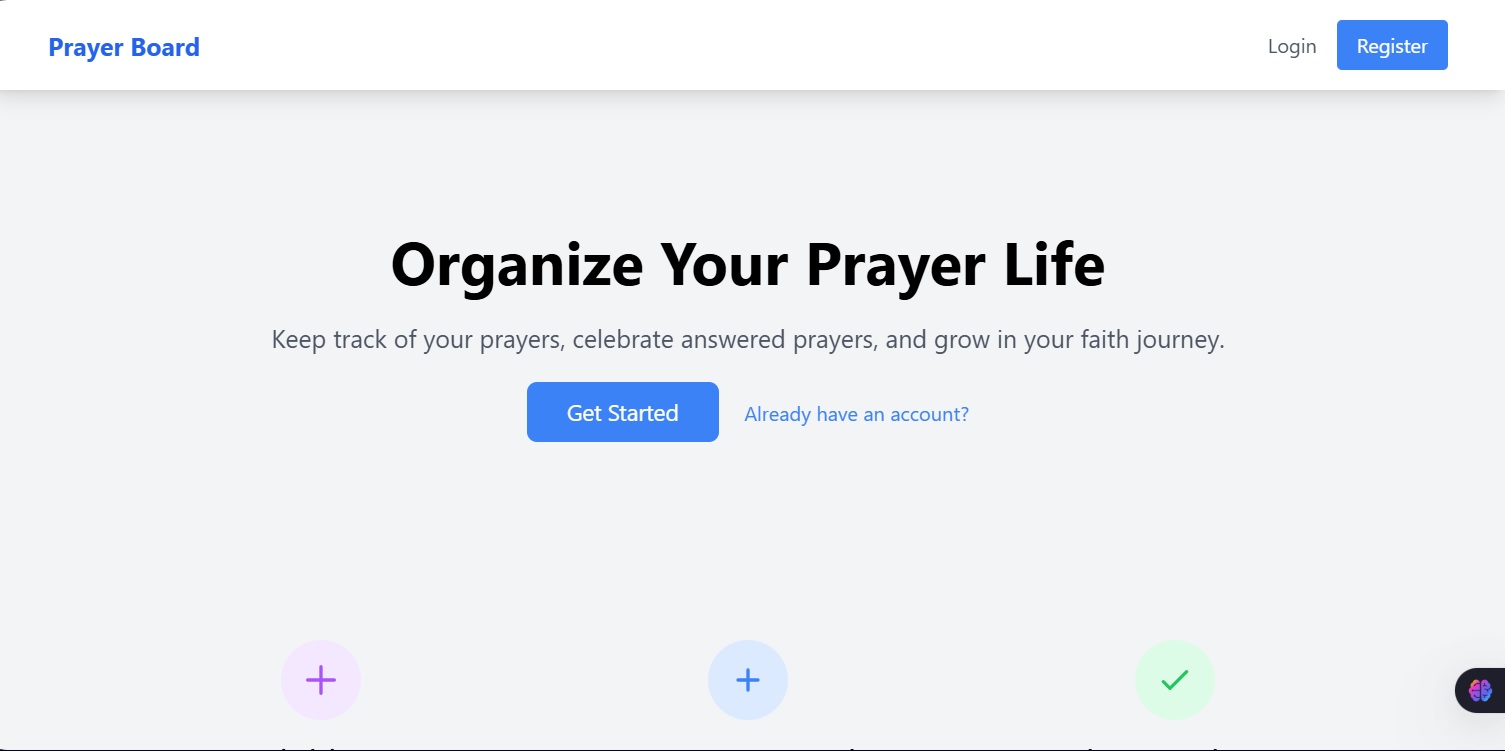 Prayer Board
Login
Register
Organize Your Prayer Life
Keep track of your prayers, celebrate answered prayers, and grow in your faith journey.
Get Started
Already have an account?